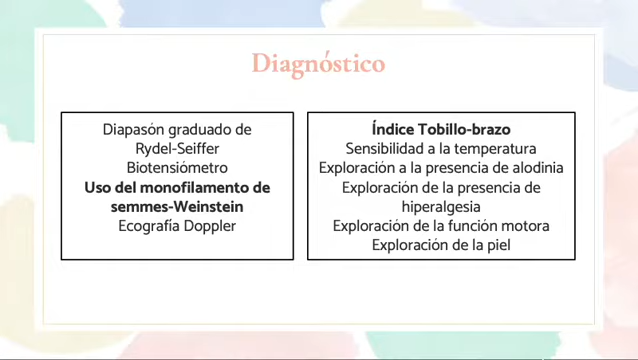 Diagnóstico
Diapasón graduado de
Rydel-Seiffer
Biotensiómetro
Uso del monofilamento de
semmes-Weinstein
Ecografía Doppler
Índice Tobillo-brazo
Sensibilidad a la temperatura
Exploración a la presencia de alodinia
Exploración de la presencia de
hiperalgesia
Exploración de la función motora
Exploración de la piel